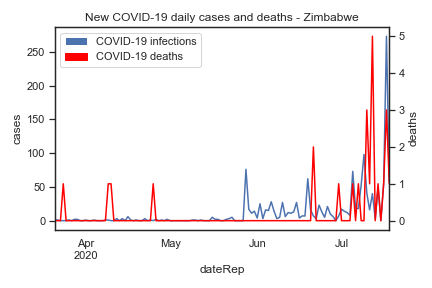 New COVID-19 daily cases and deaths - Zimbabwe
COVID-19 infections
COVID-19 deaths
cases
250
200
150
100
50
0
deaths
5
4
3
2
1
0
Apr
2020
May
Jun
Jul
dateRep